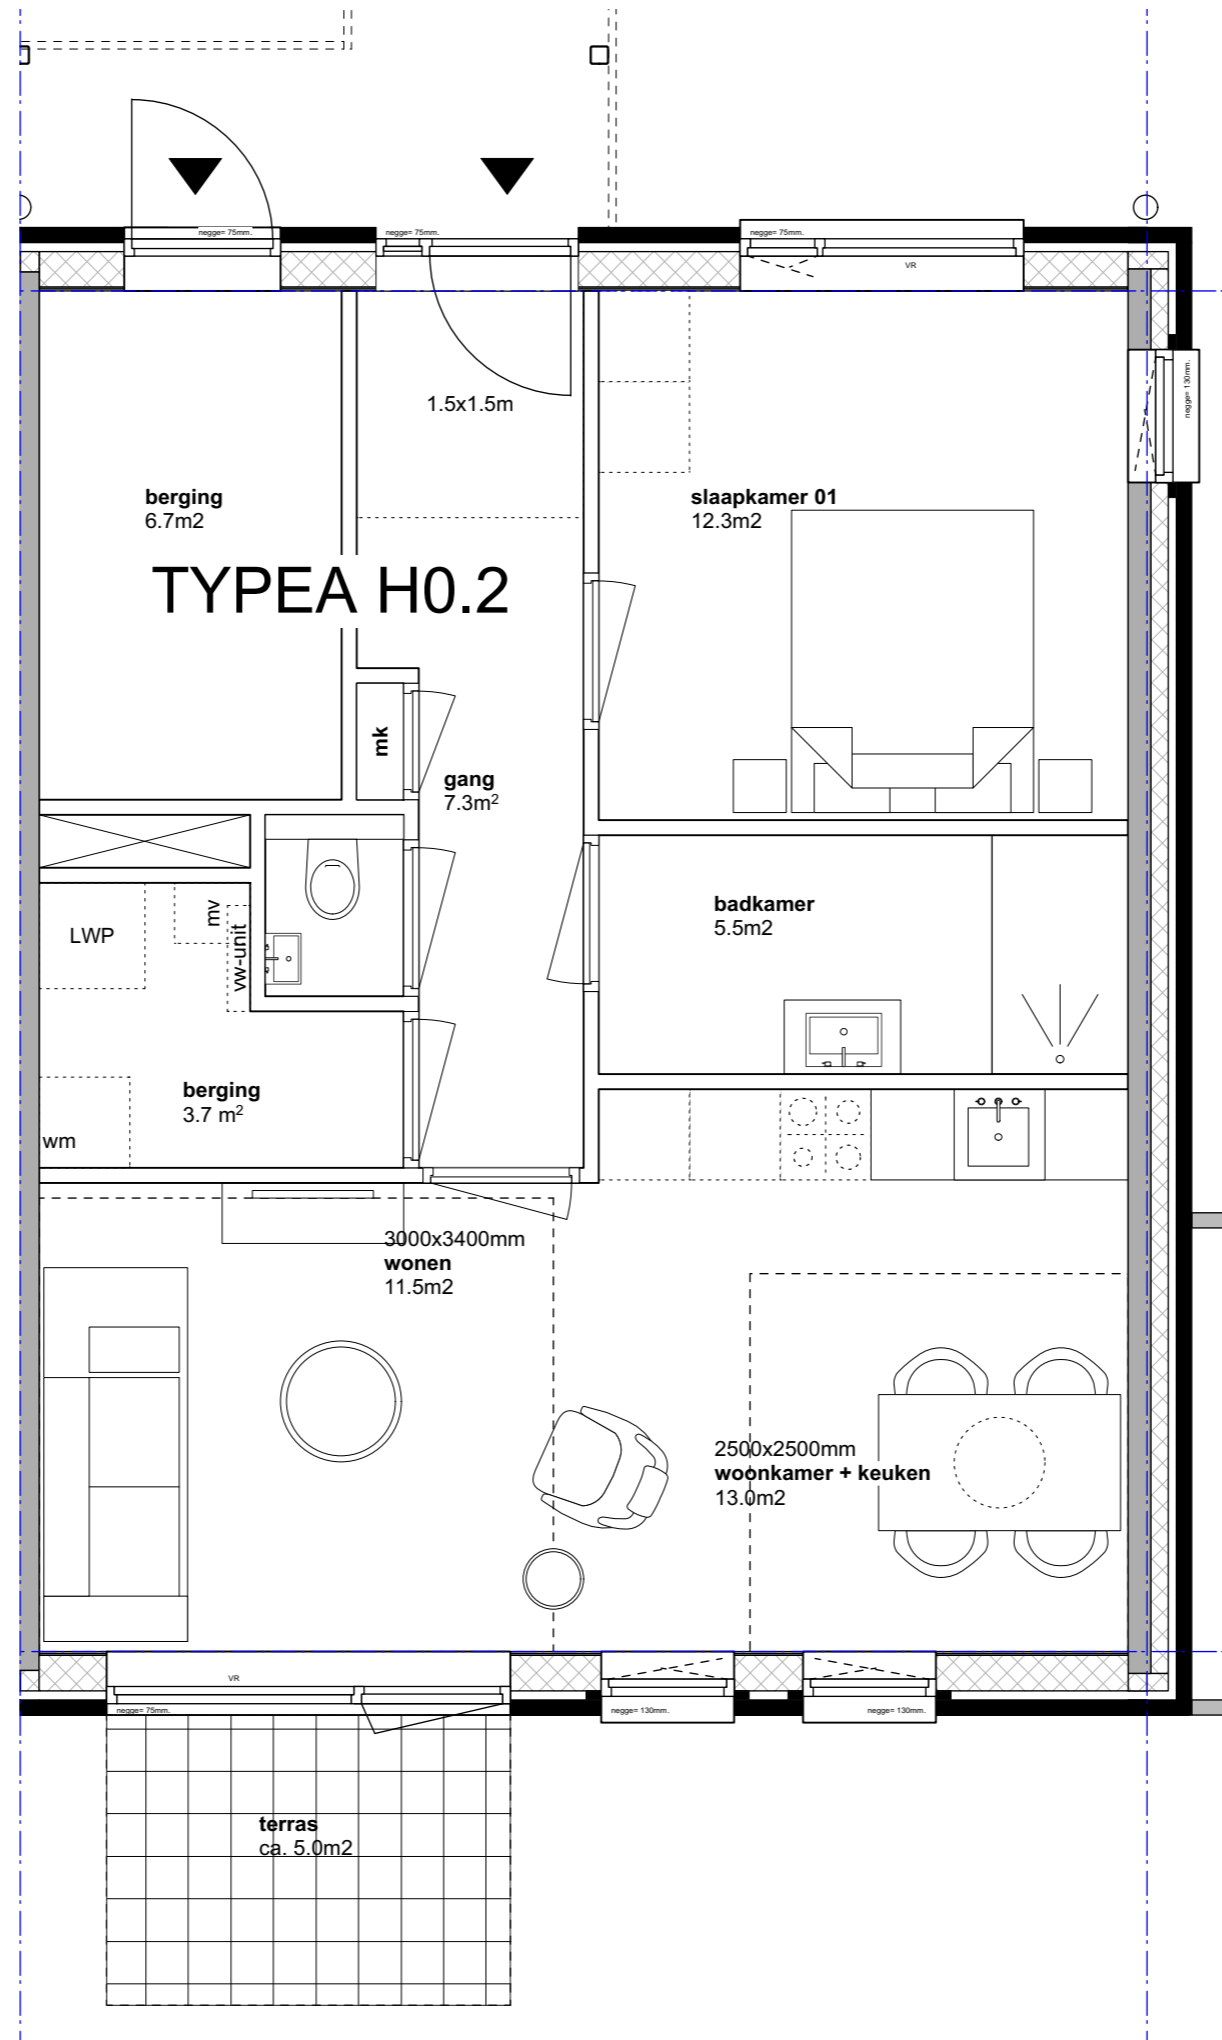 negge= 75mm.
negge= 75mm.
negge= 75mm.
VR
negge= 130mm.
1.5x1.5m
berging
6.7m2
slaapkamer 01
12.3m2
TYPEA H0.2
mk
gang
7.3m²
badkamer
5.5m2
LWP
mv
vw-unit
berging
3.7 m²
wm
3000x3400mm
wonen
11.5m2
2500x2500mm
woonkamer + keuken
13.0m2
VR
negge= 75mm.
negge= 130mm.
negge= 130mm.
terras
ca. 5.0m2